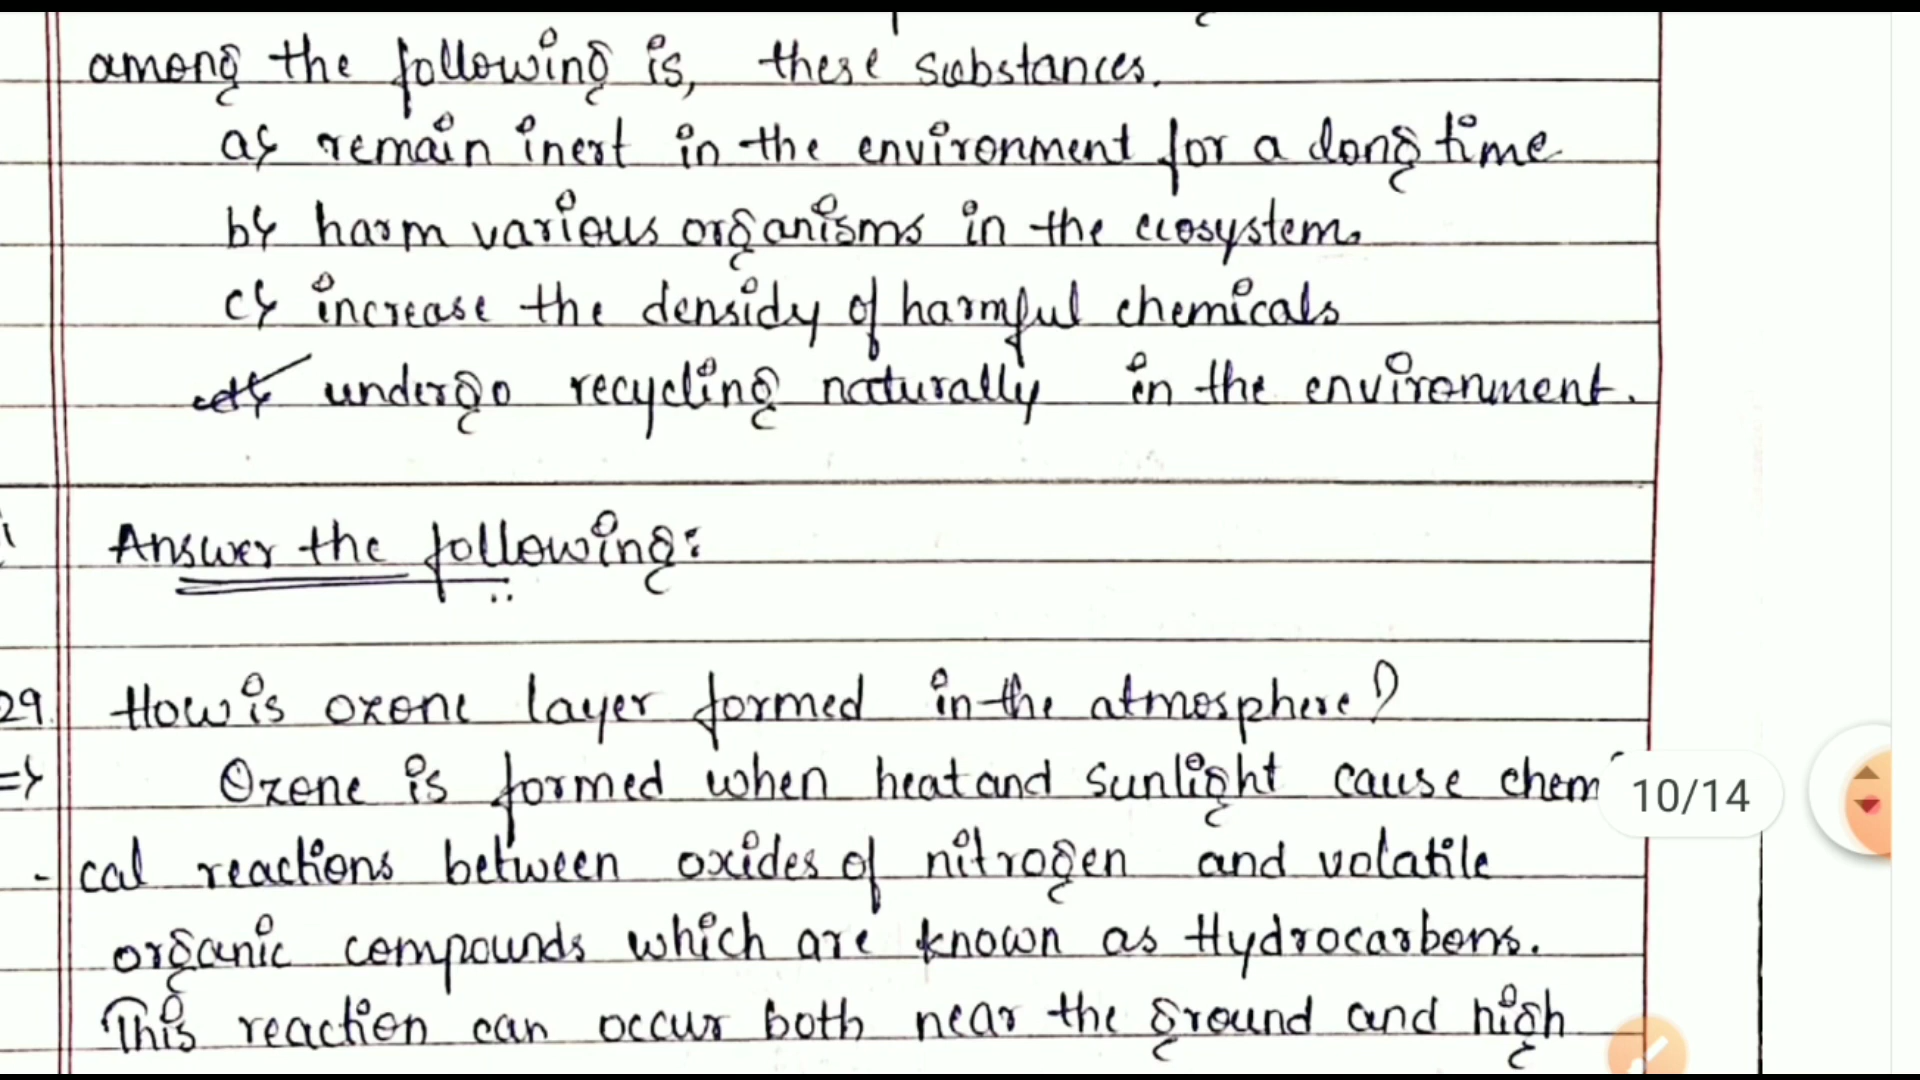 among the following is, these substances.
a} remain inert in the environment for a long time
b} harm various organisms in the ecosystem.
c} increase the densidy of harmful chemicals
d} undergo recycling naturally in the environment.
Answer the following:
29. How is ozone layer formed in the atmosphere?
=> Ozone is formed when heat and sunlight cause chemi
- cal reactions between oxides of nitrogen and volatile
organic compounds which are known as Hydrocarbons.
This reaction can occur both near the ground and high
10/14